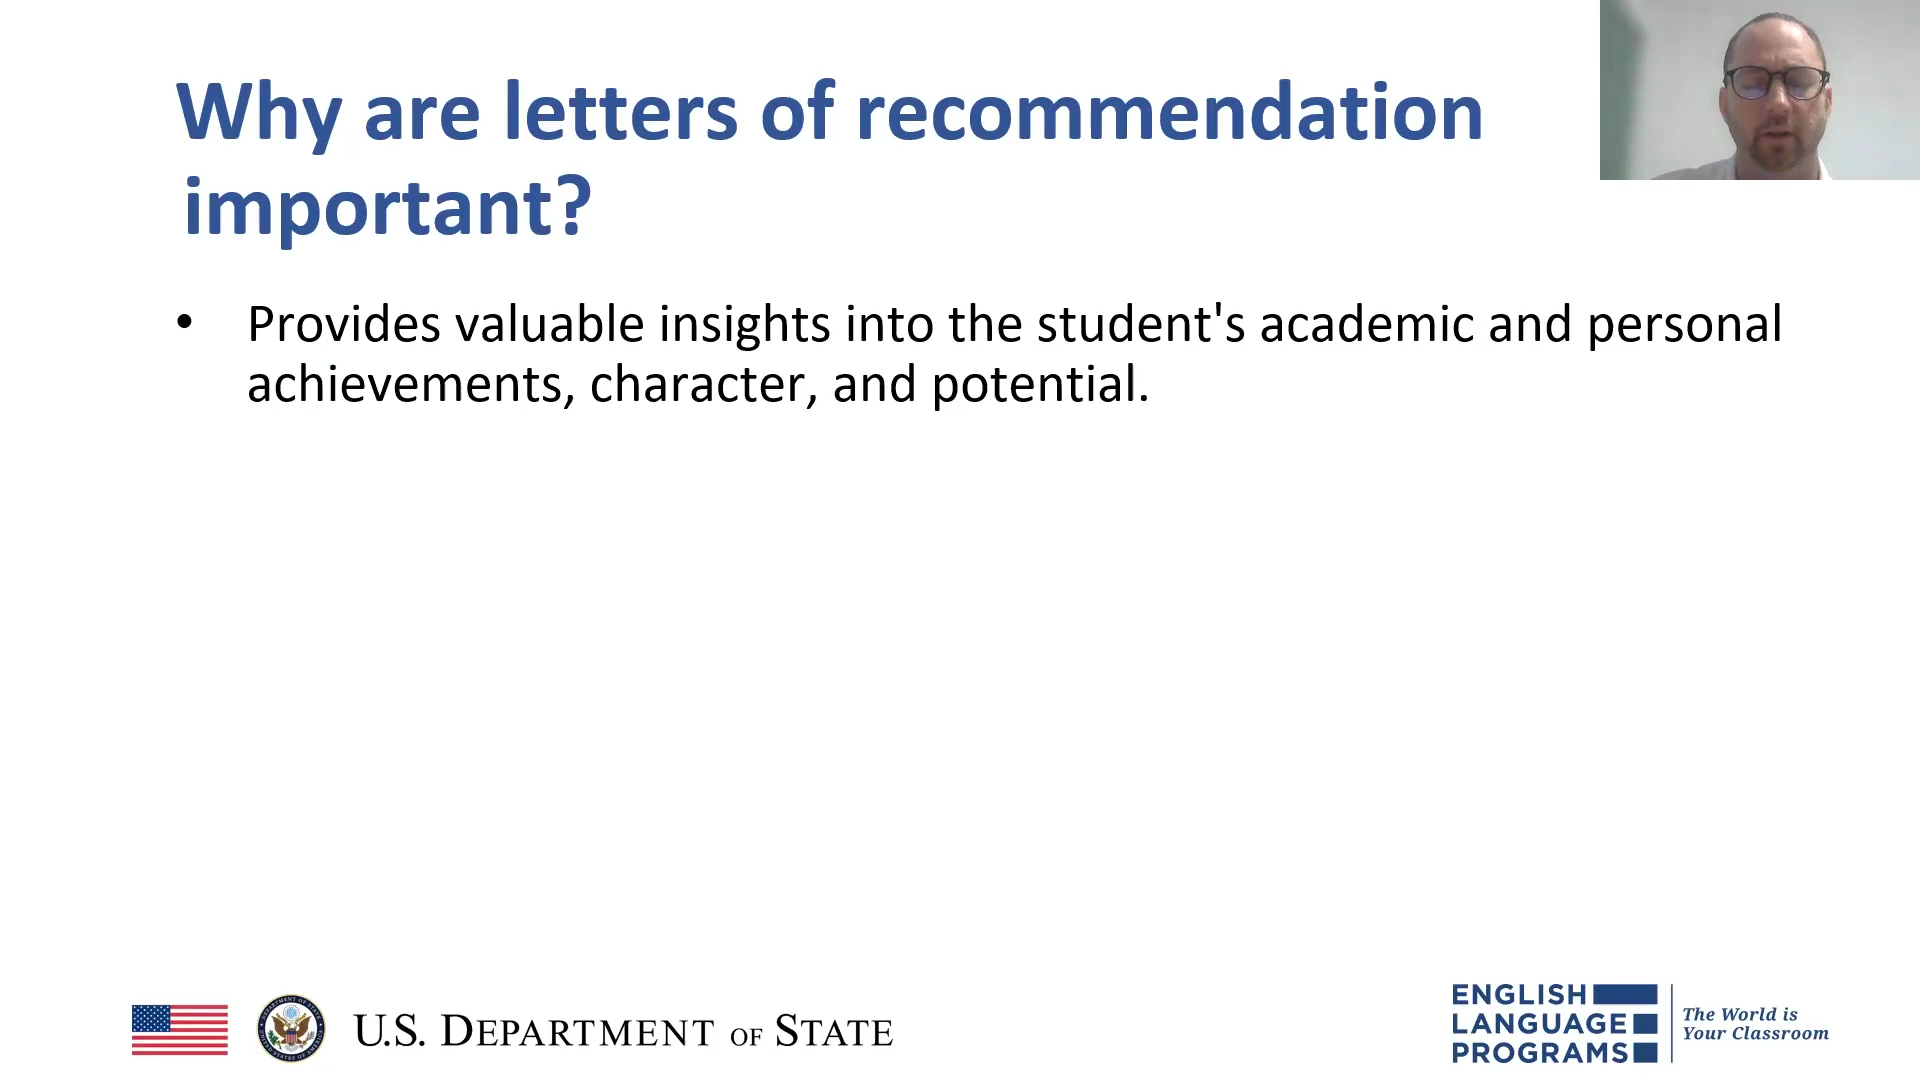 Why are letters of recommendation
important?
• Provides valuable insights into the student's academic and personal
achievements, character, and potential.
U.S. DEPARTMENT OF STATE
ENGLISH
LANGUAGE
PROGRAMS
The World is
Your Classroom